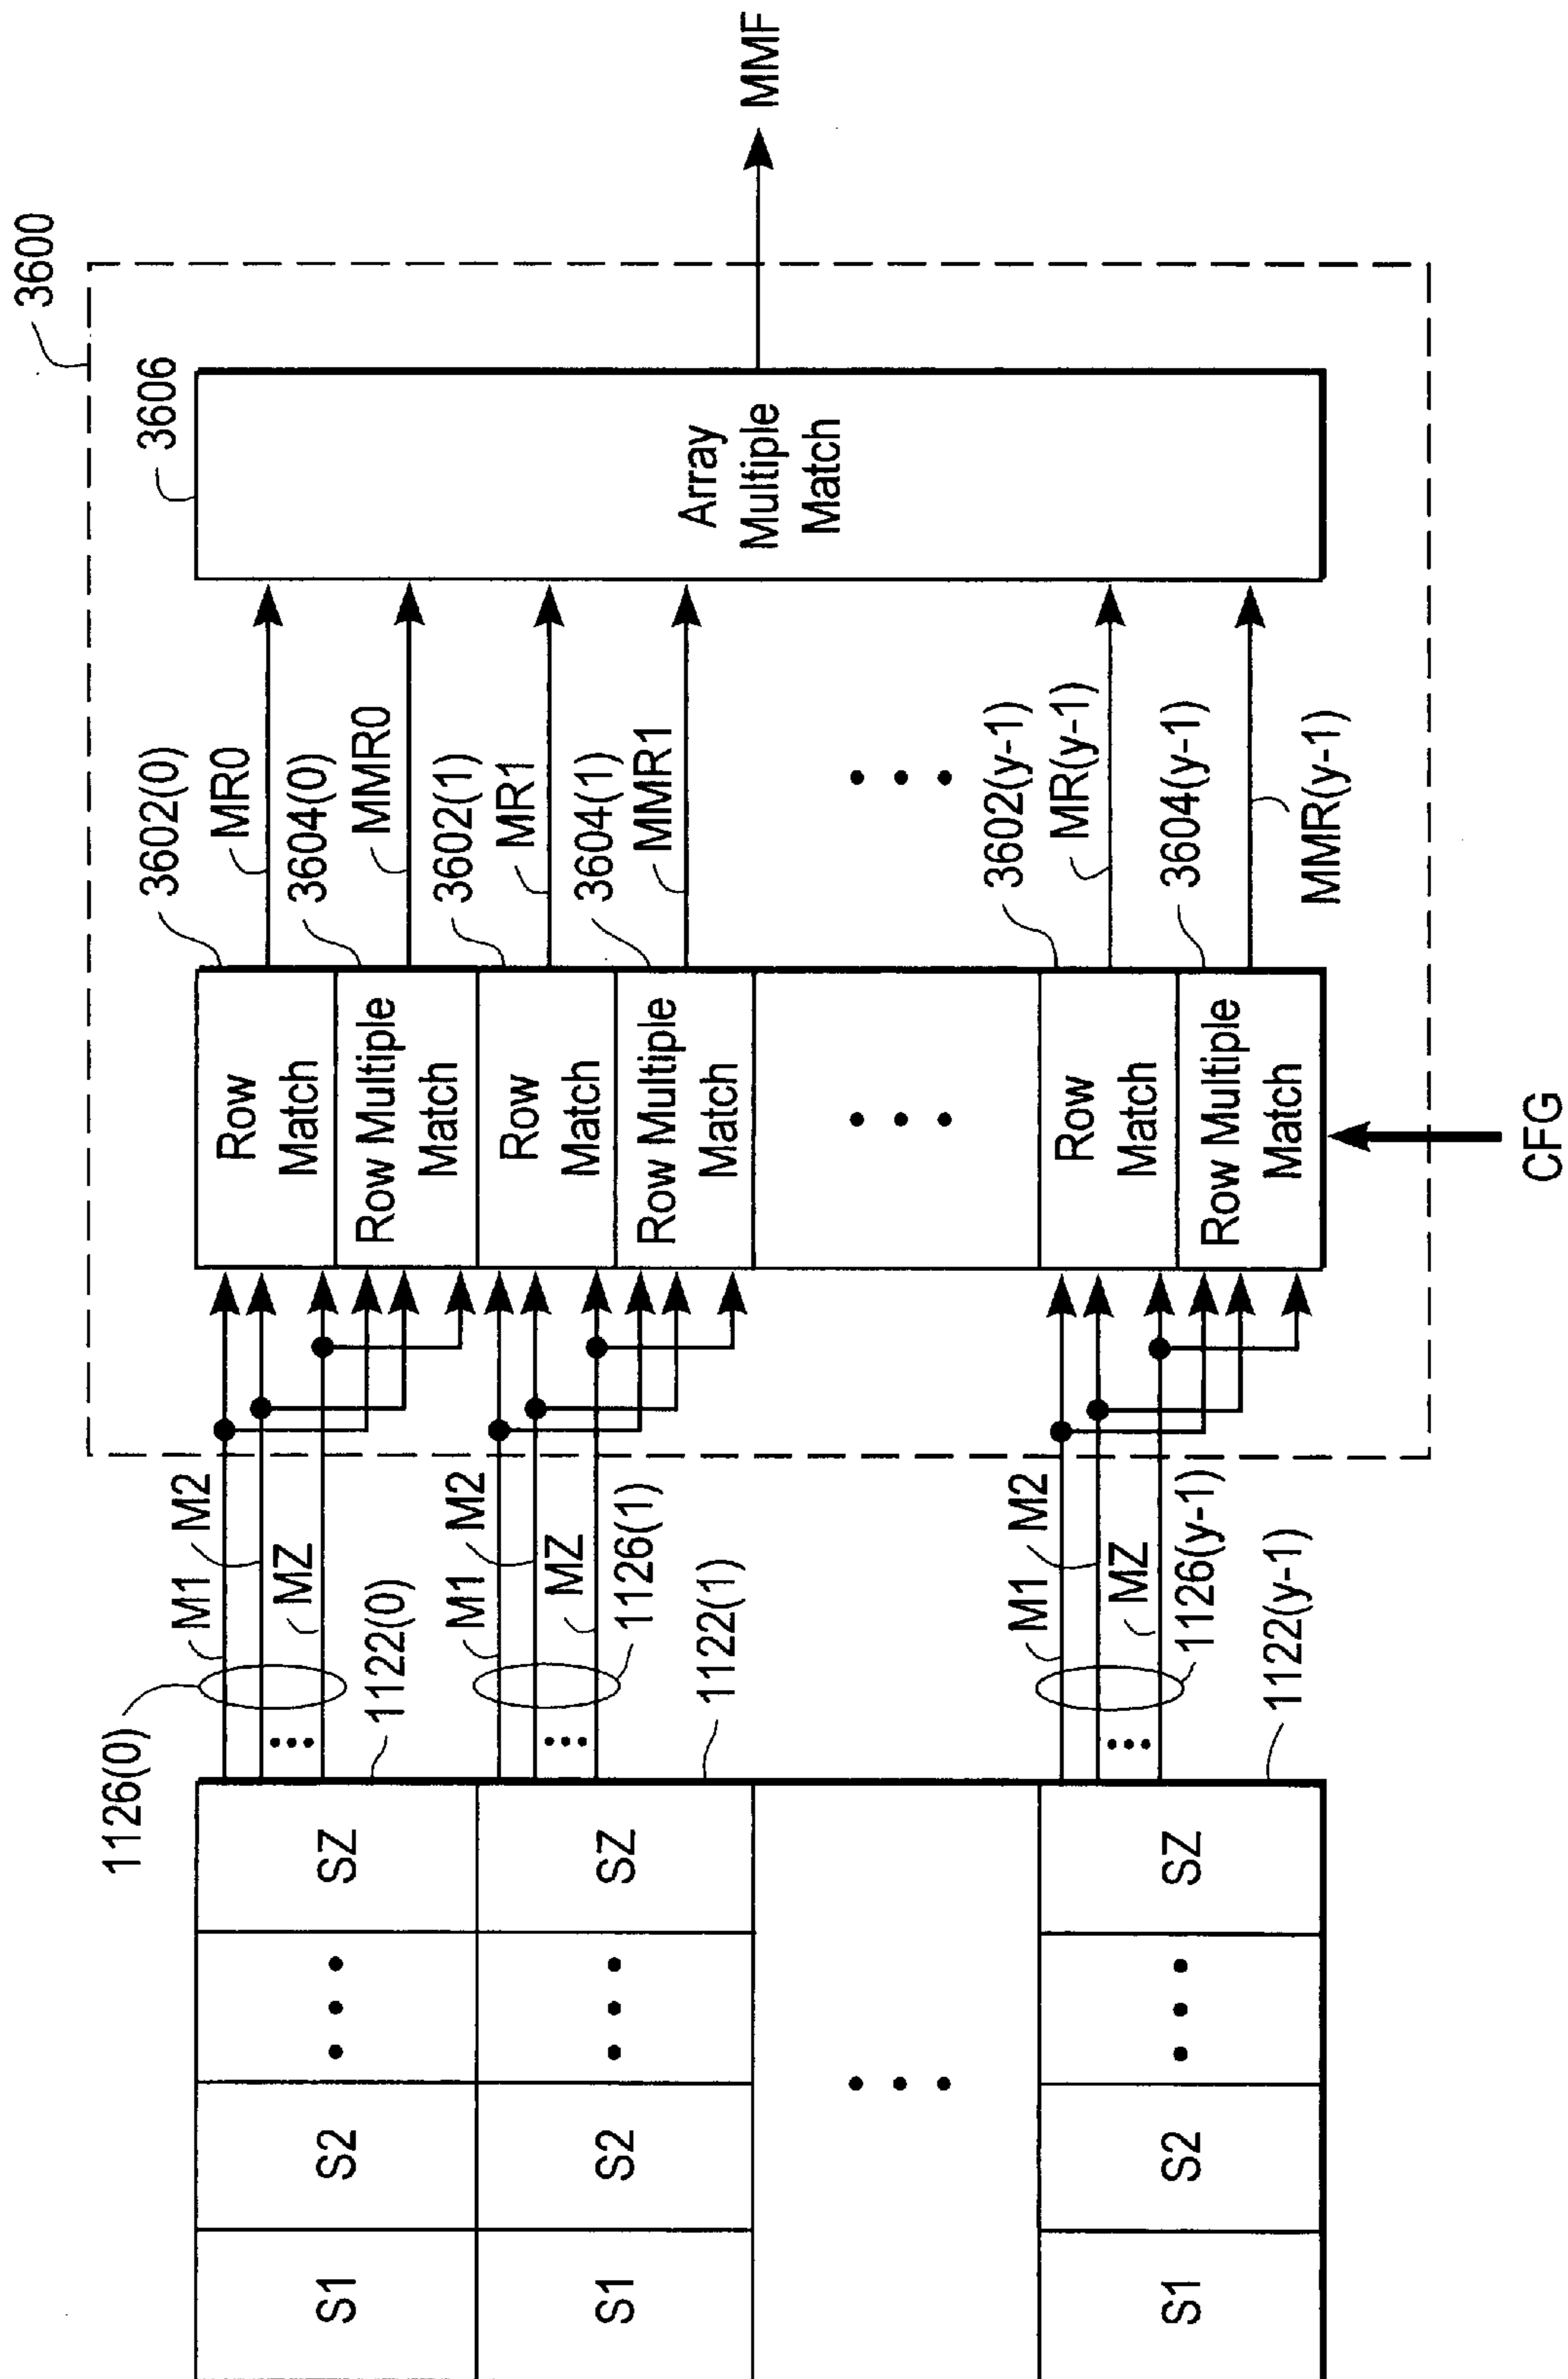 3600
3606
Array
Multiple
Match
MMF
3602(0)
MR0
3604(0)
MMR0
3602(1)
MR1
3604(1)
MMR1
3602(y-1)
MR(y-1)
3604(y-1)
MMR(y-1)
Row
Match
Row Multiple
Match
Row
Match
Row Multiple
Match
Row
Match
Row Multiple
Match
CFG
1126(0)
M1
M2
MZ
1122(0)
M1
M2
MZ
1126(1)
1122(1)
M1
M2
MZ
1126(y-1)
1122(y-1)
S1
S2
SZ
S1
S2
SZ
S1
S2
SZ